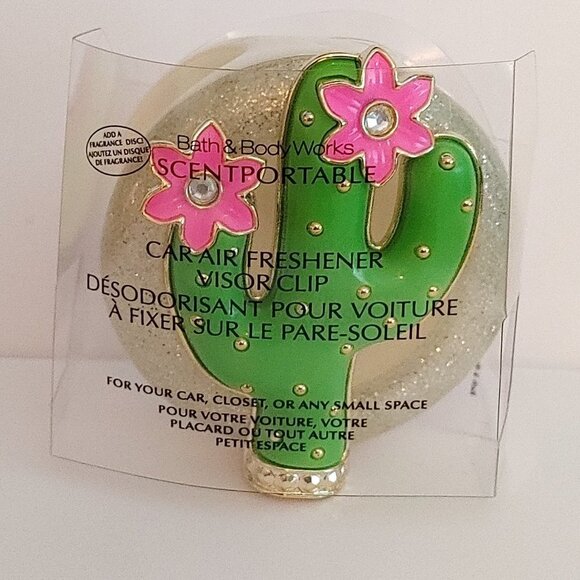 ADD A
FRAGRANCE DISC!
AJOUTEZ UN DISQUE
DE FRAGRANCE!
Bath & Body Works
SCENTPORTABLE
CAR AIR FRESHENER
VISOR CLIP
DÉSODORISANT POUR VOITURE
À FIXER SUR LE PARE-SOLEIL
FOR YOUR CAR, CLOSET, OR ANY SMALL SPACE
POUR VOTRE VOITURE, VOTRE
PLACARD OU TOUT AUTRE
PETIT ESPACE